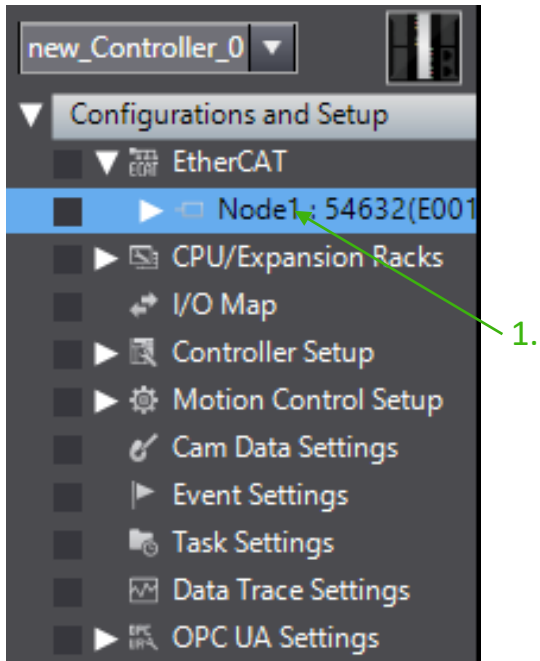 new_Controller_0
Configurations and Setup
EtherCAT
Node1 : 54632(E001
1.
CPU/Expansion Racks
I/O Map
Controller Setup
Motion Control Setup
Cam Data Settings
Event Settings
Task Settings
Data Trace Settings
OPC UA Settings